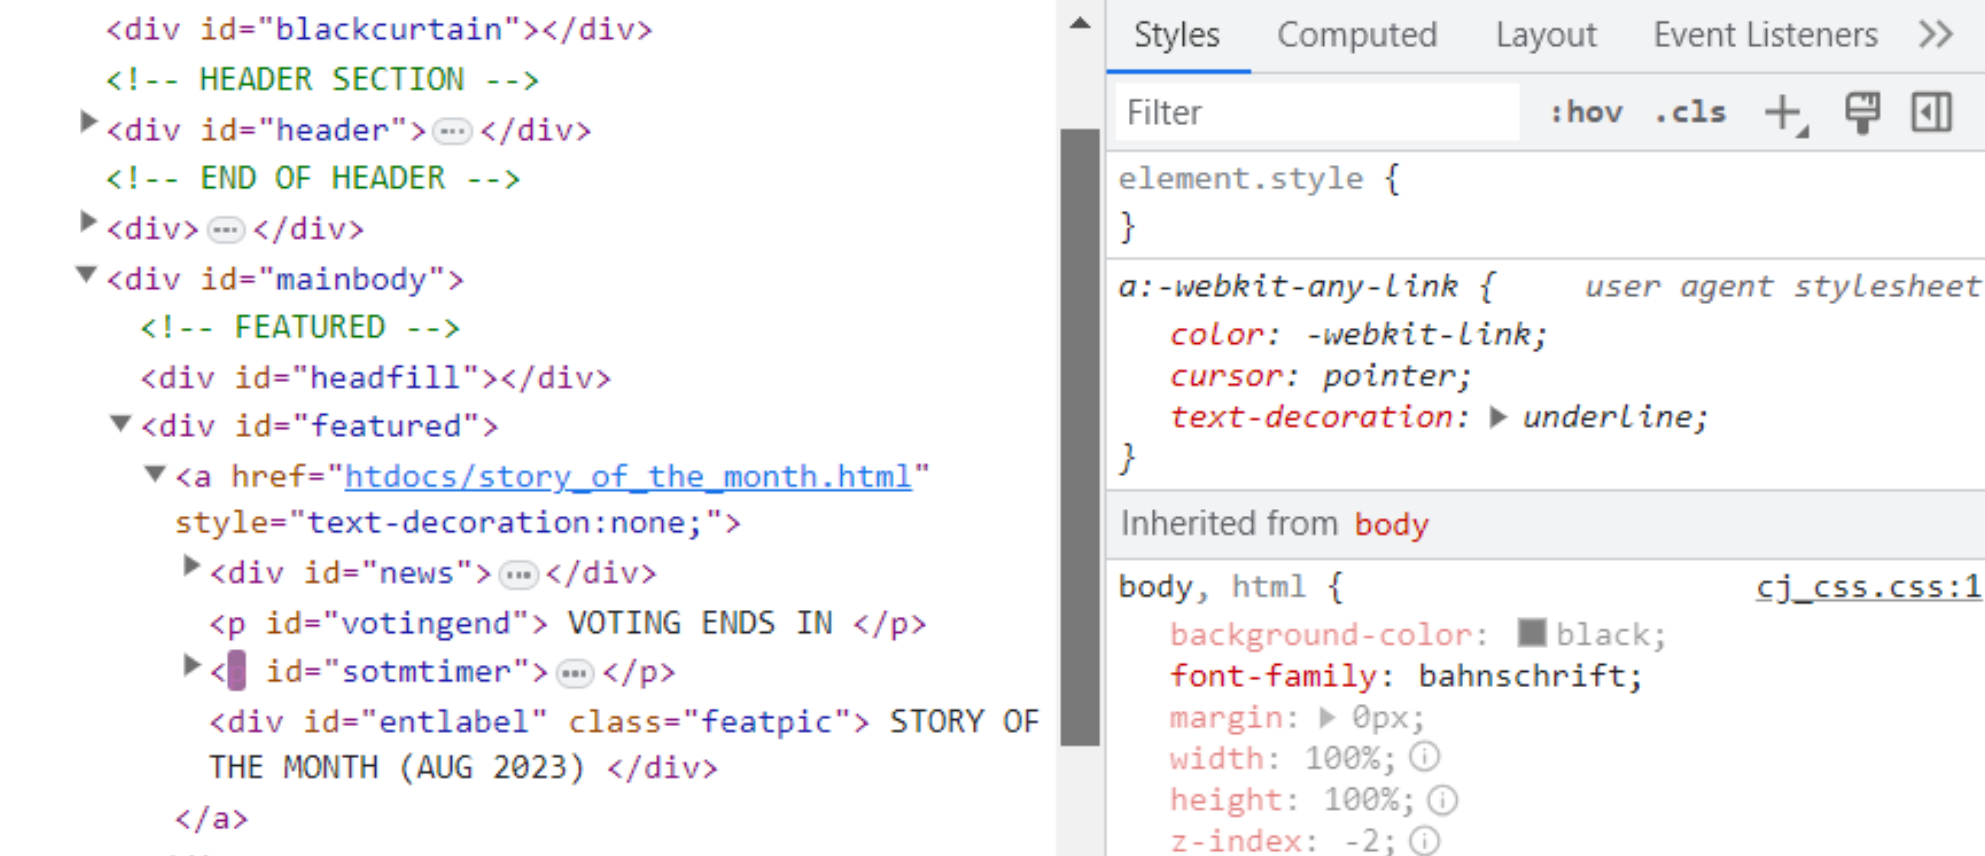 <div id="blackcurtain"></div>
<!-- HEADER SECTION -->
<div id="header"> … </div>
<!-- END OF HEADER -->
<div> … </div>
<div id="mainbody">
<!-- FEATURED -->
<div id="headfill"></div>
<div id="featured">
<a href="htdocs/story_of_the_month.html"
style="text-decoration:none;">
<div id="news"> … </div>
<p id="votingend"> VOTING ENDS IN </p>
< id="sotmtimer"> … </p>
<div id="entlabel" class="featpic"> STORY OF
THE MONTH (AUG 2023) </div>
</a>
Styles Computed Layout Event Listeners
Filter :hov .cls
element.style {
}
a:-webkit-any-link { user agent stylesheet
color: -webkit-link;
cursor: pointer;
text-decoration: underline;
}
Inherited from body
body, html { cj_css.css:1
background-color: black;
font-family: bahnschrift;
margin: 0px;
width: 100%;
height: 100%;
z-index: -2;